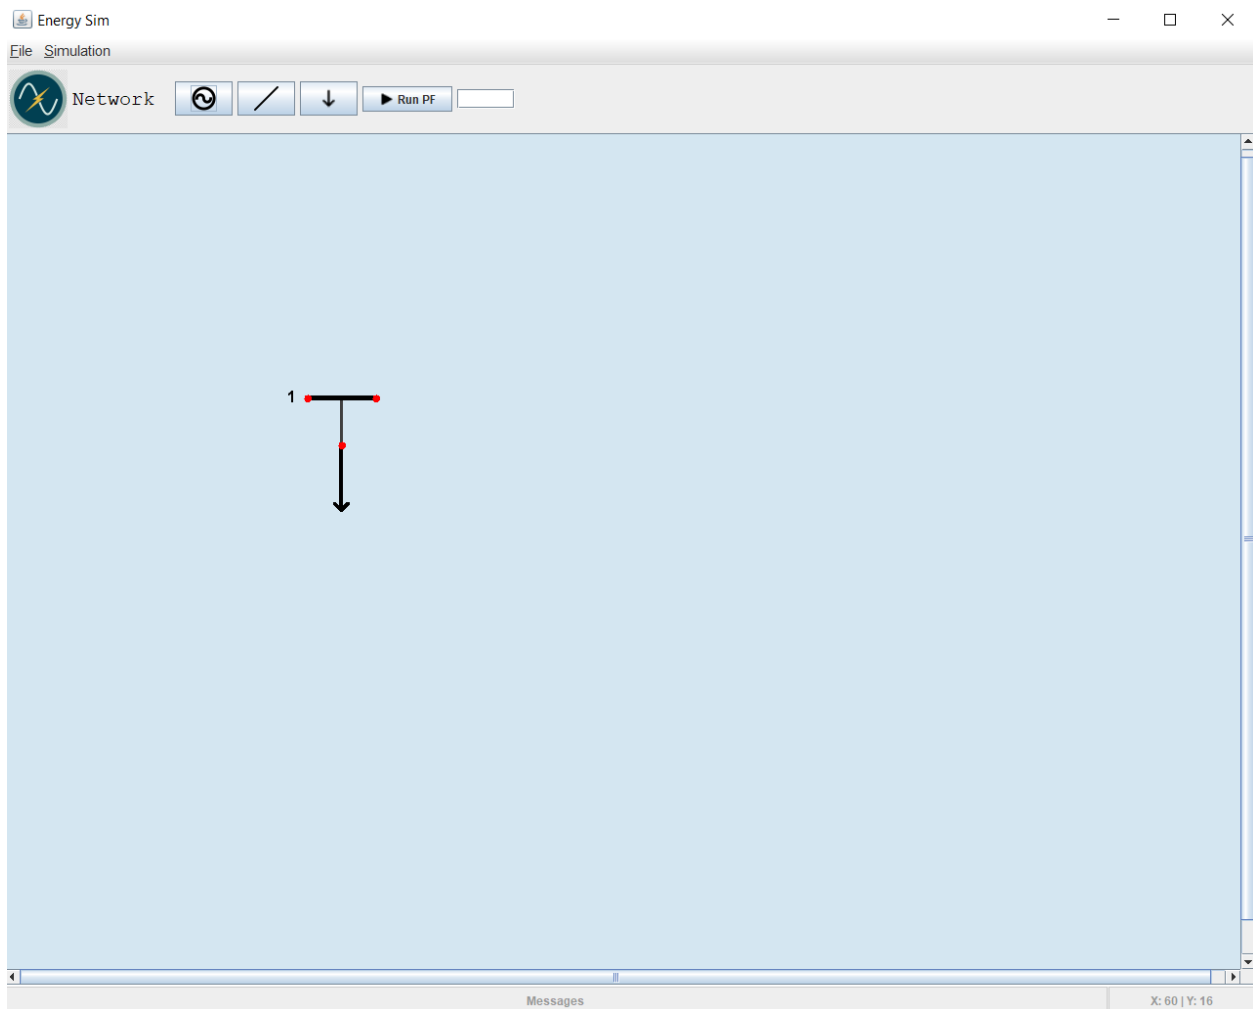 Energy Sim
File Simulation
Network Run PF
1
Messages X: 60 | Y: 16